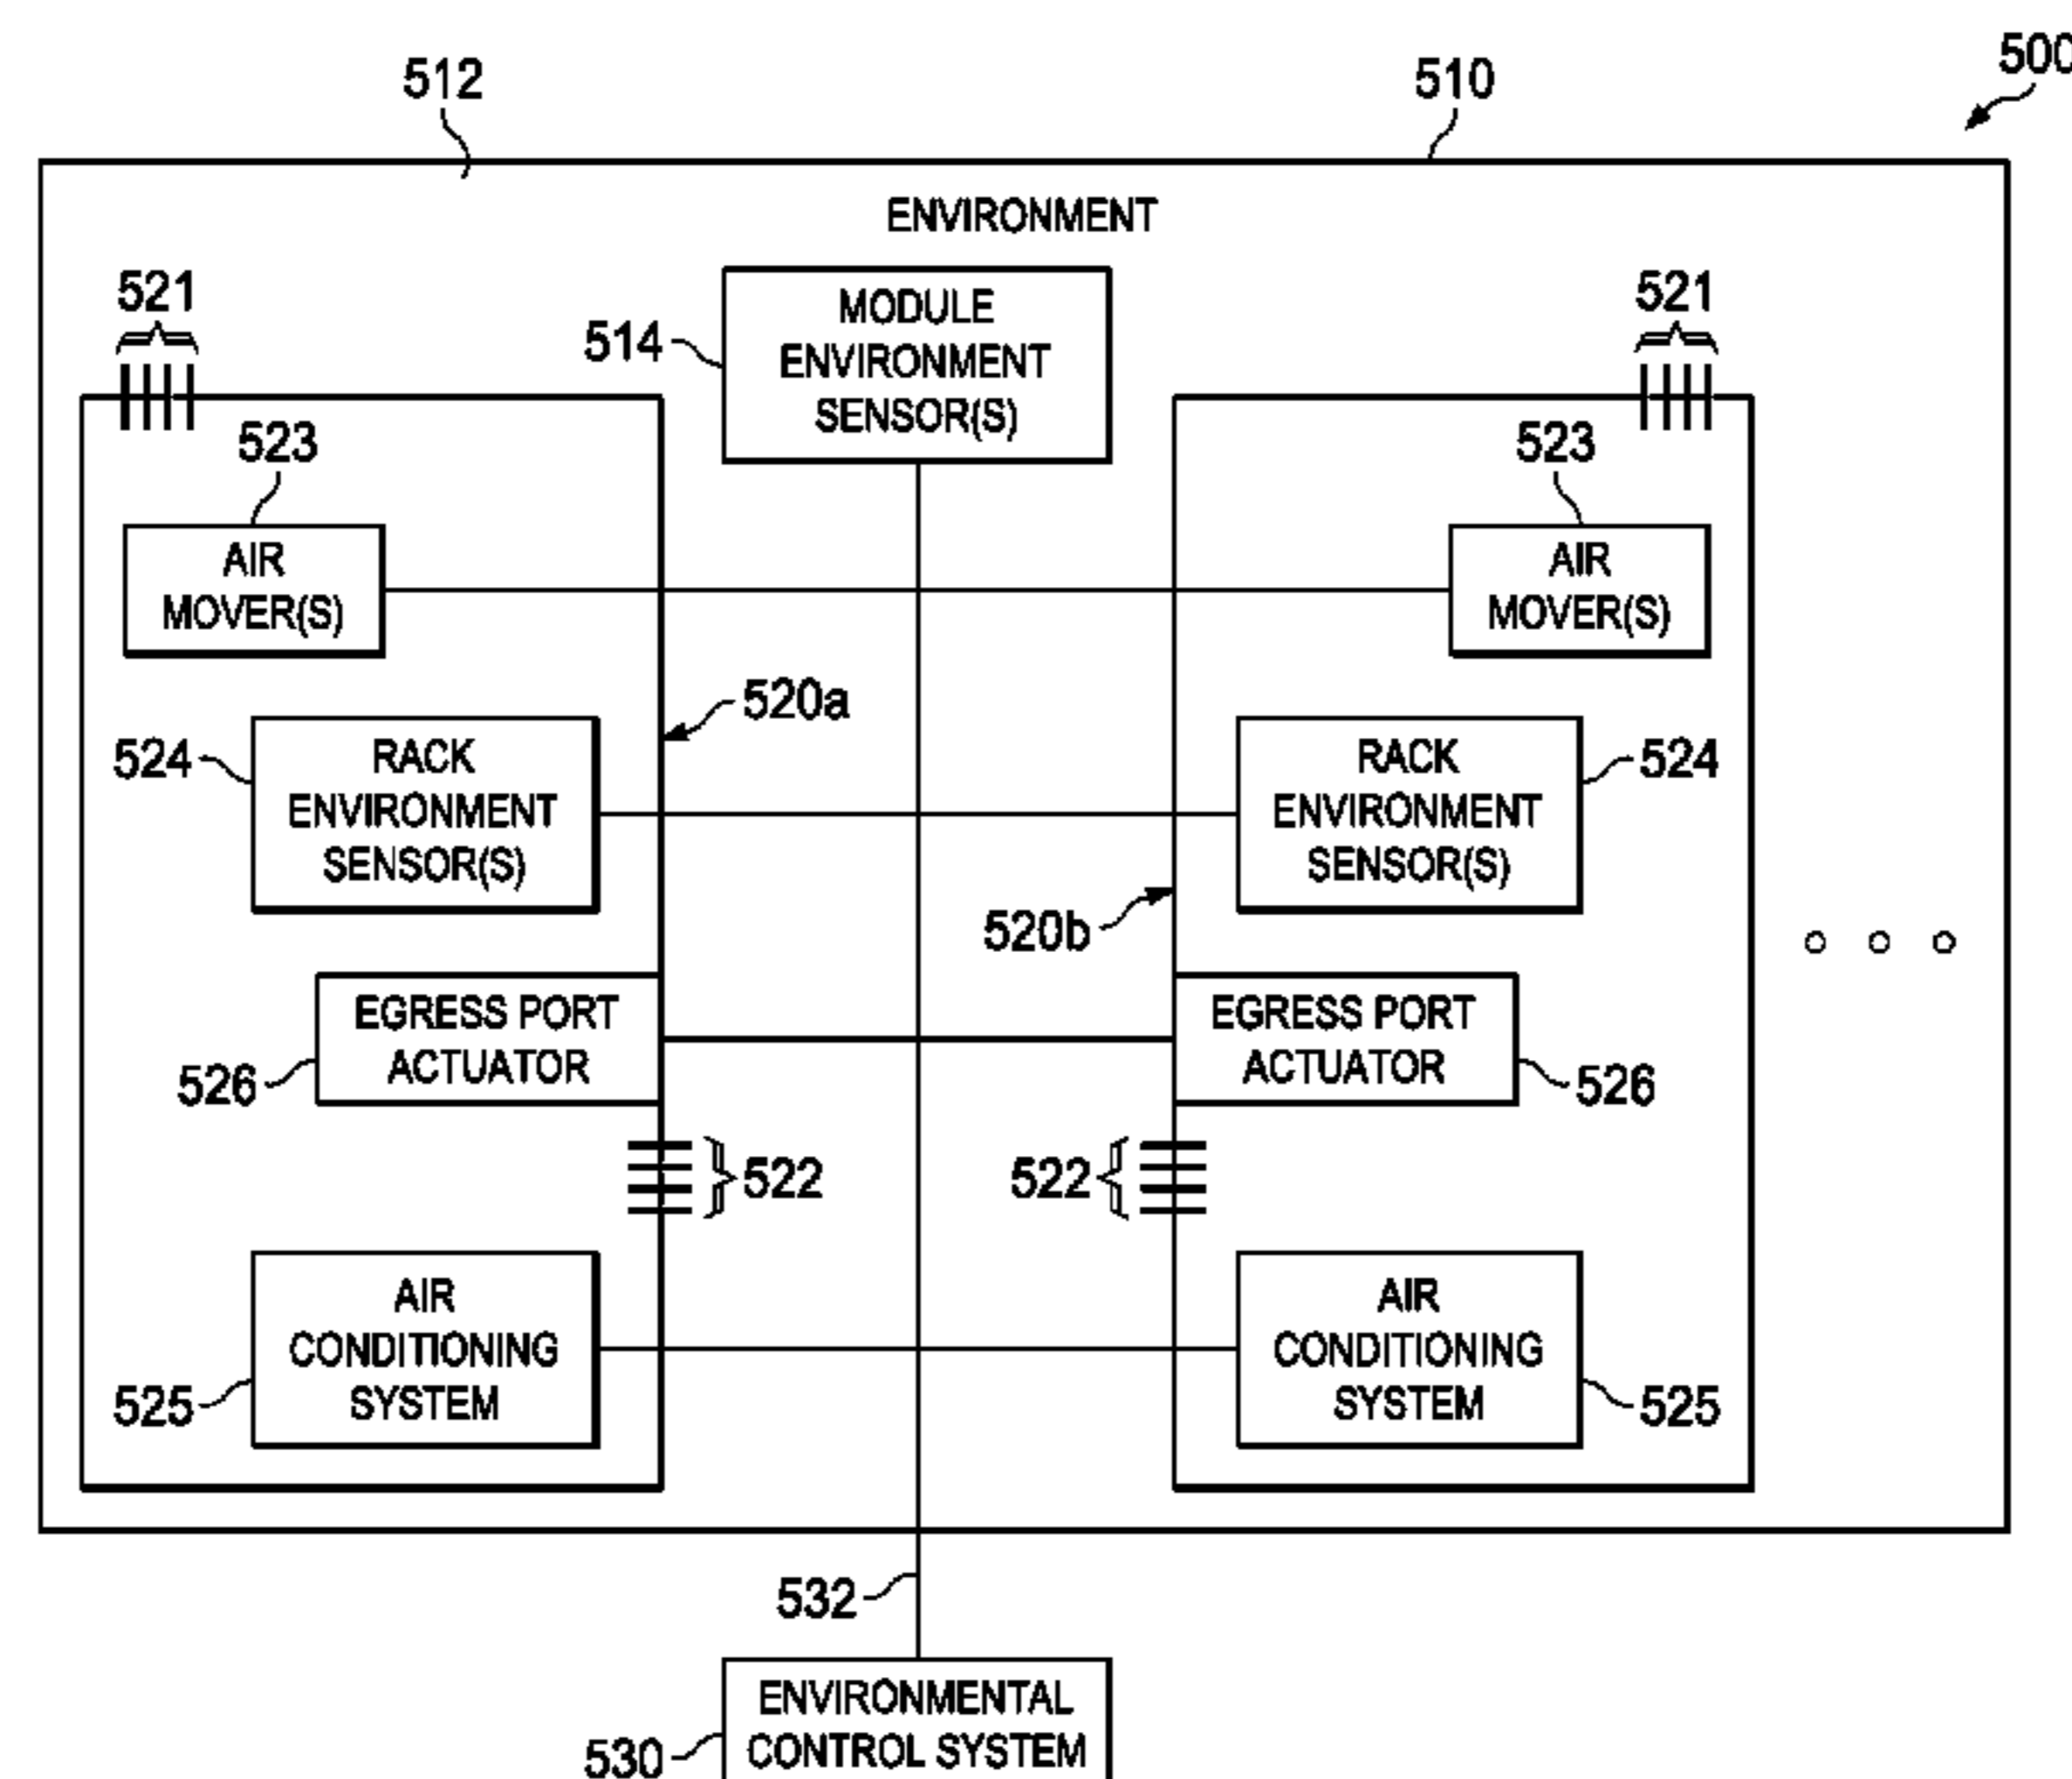 500
512
510
ENVIRONMENT
521
521
514
MODULE
ENVIRONMENT
SENSOR(S)
523
523
AIR
MOVER(S)
AIR
MOVER(S)
520a
524
RACK
ENVIRONMENT
SENSOR(S)
RACK
ENVIRONMENT
SENSOR(S)
524
520b
EGRESS PORT
ACTUATOR
EGRESS PORT
ACTUATOR
526
526
522
522
AIR
CONDITIONING
SYSTEM
AIR
CONDITIONING
SYSTEM
525
525
532
ENVIRONMENTAL
CONTROL SYSTEM
530